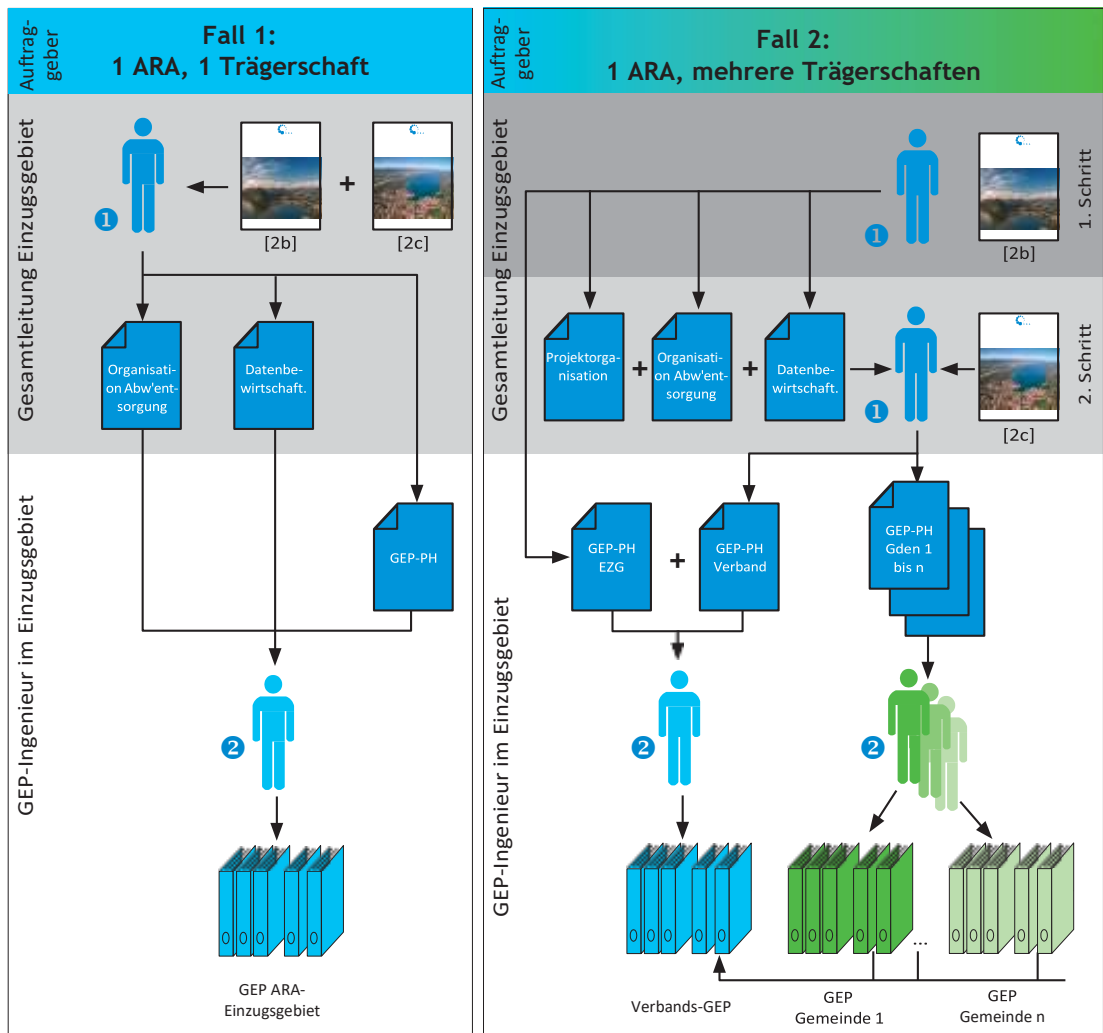 Auftrag-
geber
Fall 1:
1 ARA, 1 Trägerschaft
Gesamtleitung Einzugsgebiet
1
+
[2b]
[2c]
Organisati-
on Abw'ent-
sorgung
Datenbe-
wirtschaft.
GEP-Ingenieur im Einzugsgebiet
GEP-PH
2
GEP ARA-
Einzugsgebiet
Auftrag-
geber
Fall 2:
1 ARA, mehrere Trägerschaften
Gesamtleitung Einzugsgebiet
1. Schritt
1
[2b]
2. Schritt
Projektorga-
nisation
+
Organisati-
on Abw'ent-
sorgung
+
Datenbe-
wirtschaft.
1
[2c]
GEP-Ingenieur im Einzugsgebiet
GEP-PH
EZG
+
GEP-PH
Verband
GEP-PH
Gden 1
bis n
2
2
...
Verbands-GEP
GEP
Gemeinde 1
GEP
Gemeinde n